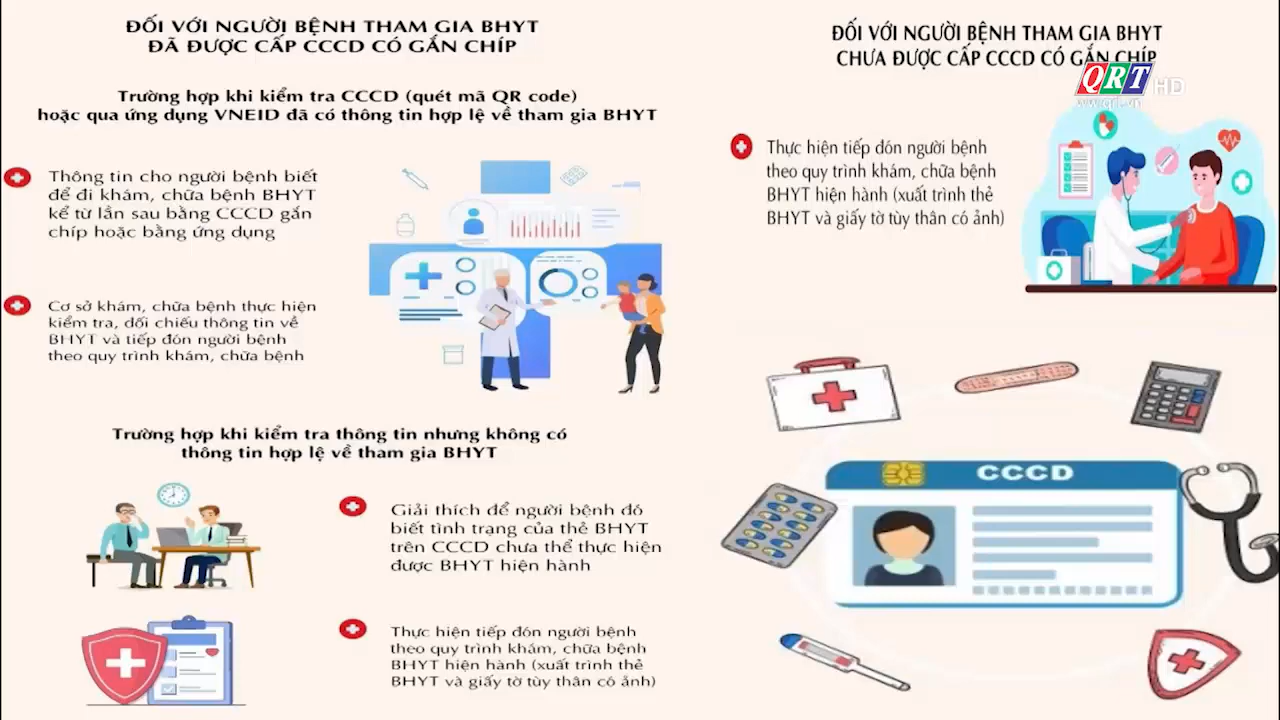 ĐỐI VỚI NGƯỜI BỆNH THAM GIA BHYT
ĐÃ ĐƯỢC CẤP CCCD CÓ GẮN CHÍP
Trường hợp khi kiểm tra CCCD (quét mã QR code)
hoặc qua ứng dụng VNEID đã có thông tin hợp lệ về tham gia BHYT
Thông tin cho người bệnh biết
để đi khám, chữa bệnh BHYT
kể từ lần sau bằng CCCD gắn
chíp hoặc bằng ứng dụng
Cơ sở khám, chữa bệnh thực hiện
kiểm tra, đối chiếu thông tin về
BHYT và tiếp đón người bệnh
theo quy trình khám, chữa bệnh
Trường hợp khi kiểm tra thông tin nhưng không có
thông tin hợp lệ về tham gia BHYT
Giải thích để người bệnh đó
biết tình trạng của thẻ BHYT
trên CCCD chưa thể thực hiện
được BHYT hiện hành
Thực hiện tiếp đón người bệnh
theo quy trình khám, chữa bệnh
BHYT hiện hành (xuất trình thẻ
BHYT và giấy tờ tùy thân có ảnh)
ĐỐI VỚI NGƯỜI BỆNH THAM GIA BHYT
CHƯA ĐƯỢC CẤP CCCD CÓ GẮN CHÍP
QRT HD
www.qrt.vn
Thực hiện tiếp đón người bệnh
theo quy trình khám, chữa bệnh
BHYT hiện hành (xuất trình thẻ
BHYT và giấy tờ tùy thân có ảnh)
CCCD